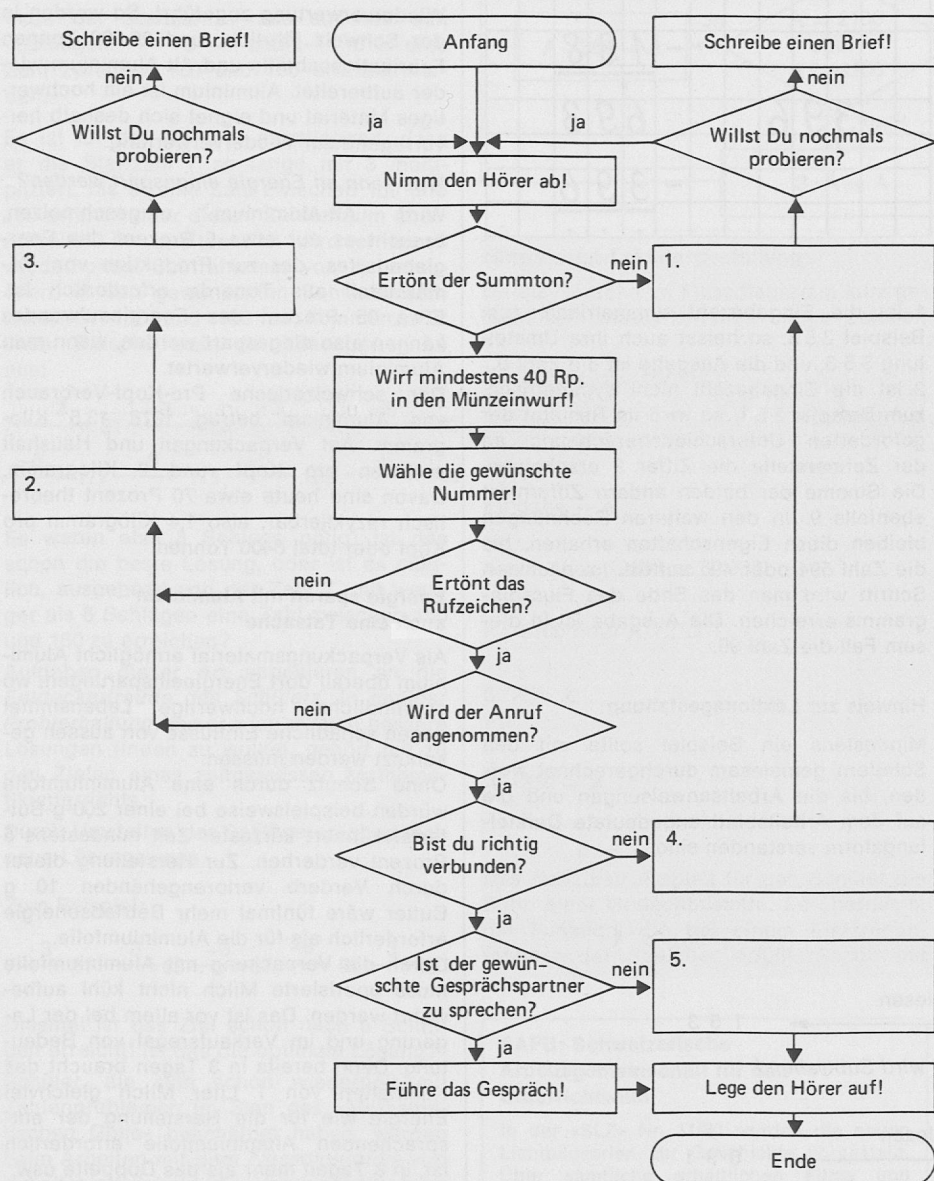 Schreibe einen Brief!
Anfang
Schreibe einen Brief!
nein
nein
ja
ja
Willst Du nochmals
probieren?
Willst Du nochmals
probieren?
Nimm den Hörer ab!
3.
Ertönt der Summton?
nein
1.
ja
Wirf mindestens 40 Rp.
in den Münzeinwurf!
2.
Wähle die gewünschte
Nummer!
nein
Ertönt das
Rufzeichen?
ja
nein
Wird der Anruf
angenommen?
ja
Bist du richtig
verbunden?
nein
4.
ja
Ist der gewün-
schte Gesprächspartner
zu sprechen?
nein
5.
ja
Führe das Gespräch!
Lege den Hörer auf!
Ende